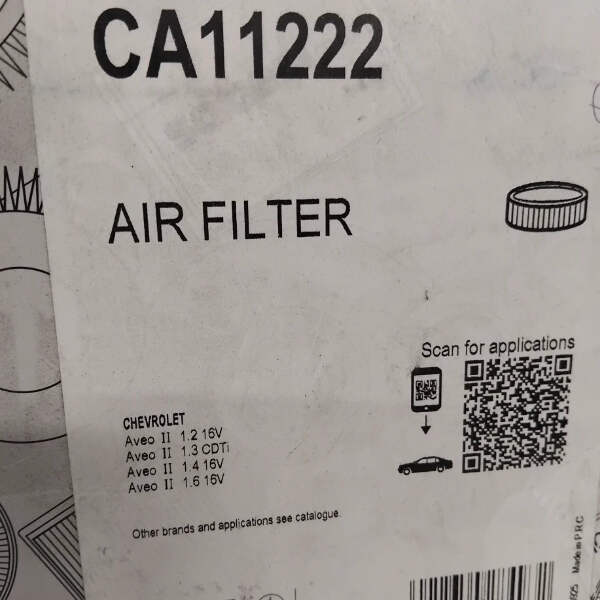 CA11222
AIR FILTER
Scan for applications
CHEVROLET
Aveo II 1.2 16V
Aveo II 1.3 CDTi
Aveo II 1.4 16V
Aveo II 1.6 16V
Other brands and applications see catalogue.
Made in P.R.C